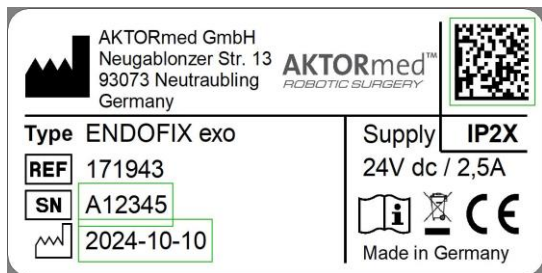 AKTORmed GmbH
Neugablonzer Str. 13
93073 Neutraubling
Germany
AKTORmed™
ROBOTIC SURGERY
Type ENDOFIX exo
REF 171943
SN A12345
2024-10-10
Supply IP2X
24V dc / 2,5A
CE
Made in Germany